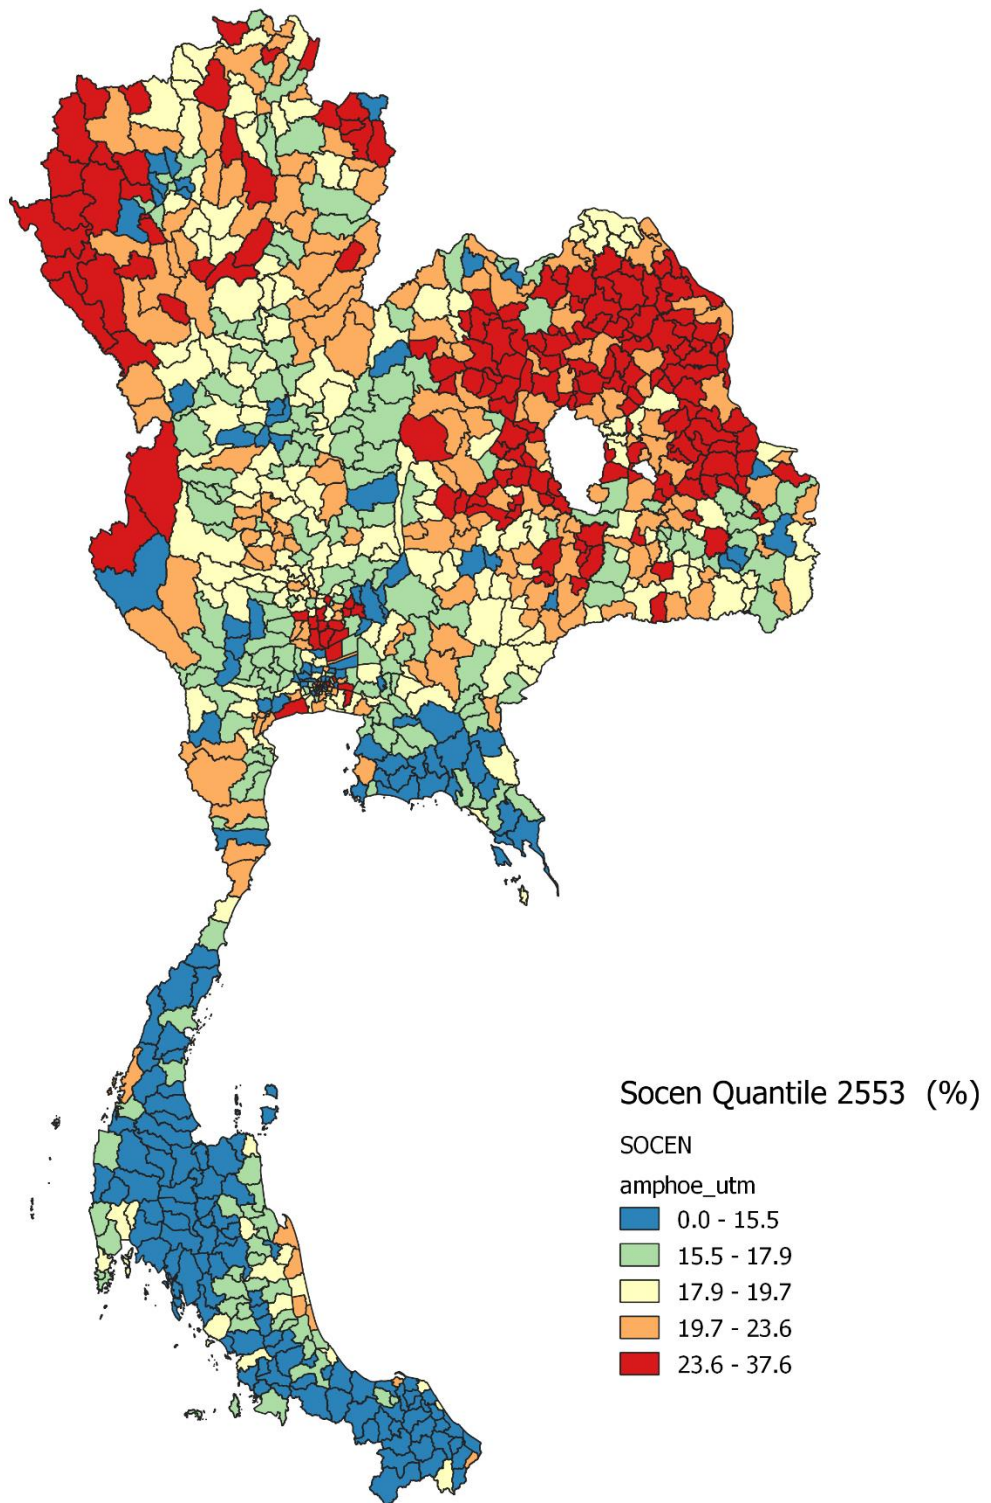 Socen Quantile 2553 (%)
SOCEN
amphoe_utm
0.0 - 15.5
15.5 - 17.9
17.9 - 19.7
19.7 - 23.6
23.6 - 37.6